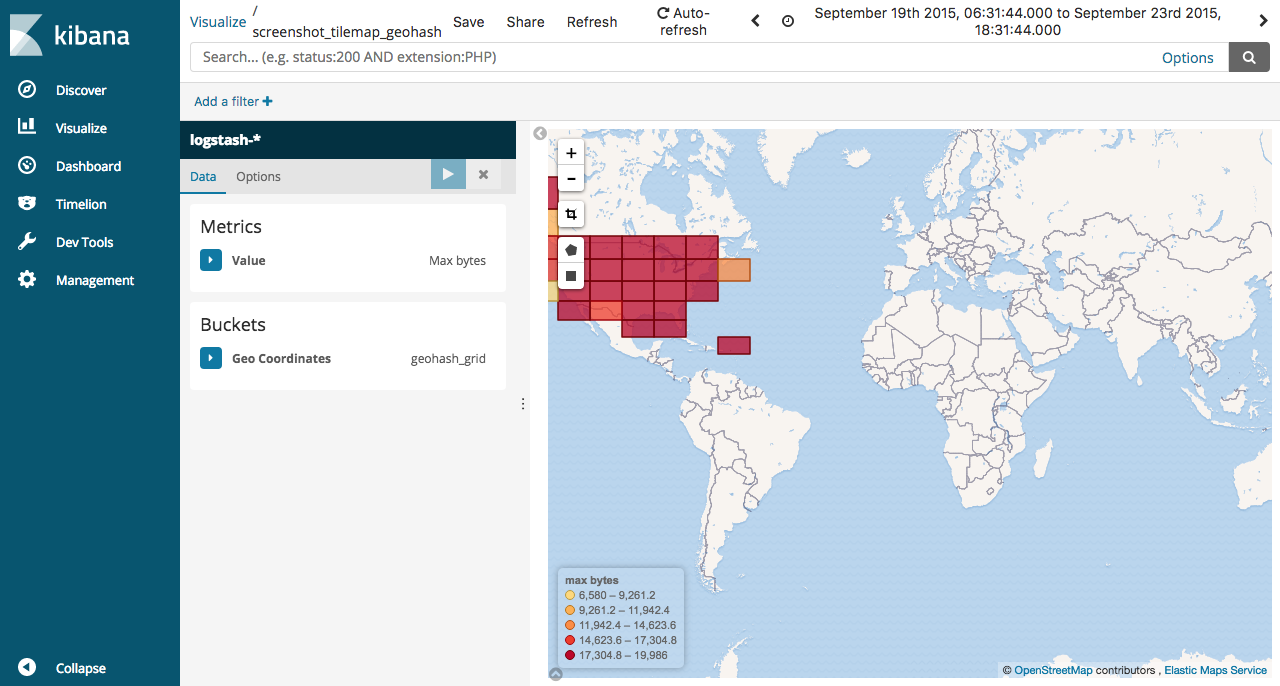 kibana
Discover
Visualize
Dashboard
Timelion
Dev Tools
Management
Collapse
Visualize / screenshot_tilemap_geohash
Save
Share
Refresh
Auto-refresh
September 19th 2015, 06:31:44.000 to September 23rd 2015,
18:31:44.000
Search... (e.g. status:200 AND extension:PHP)
Options
Add a filter +
logstash-*
Data
Options
Metrics
Value
Max bytes
Buckets
Geo Coordinates
geohash_grid
+
−
max bytes
6,580 – 9,261.2
9,261.2 – 11,942.4
11,942.4 – 14,623.6
14,623.6 – 17,304.8
17,304.8 – 19,986
© OpenStreetMap contributors , Elastic Maps Service